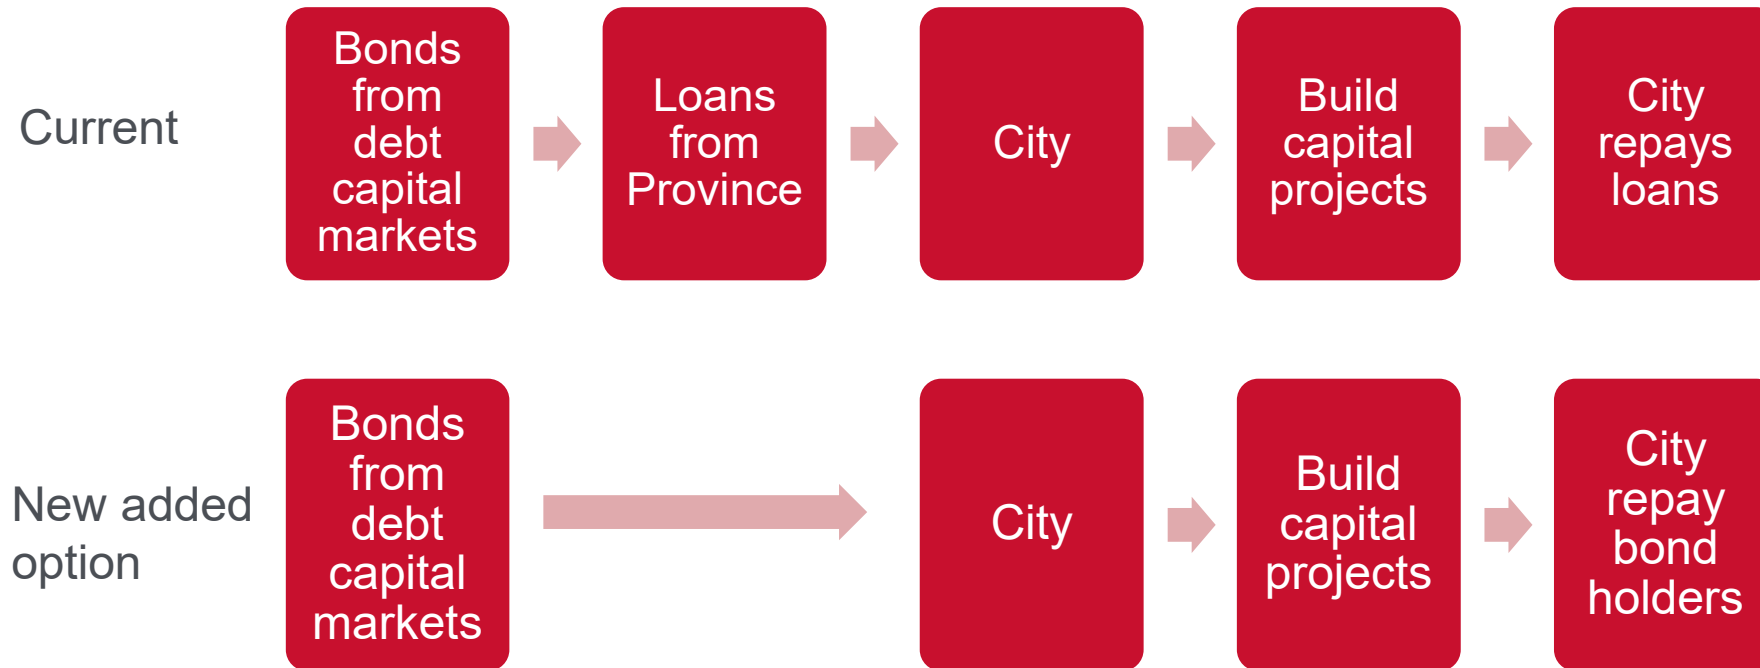 Current
Bonds
from
debt
capital
markets
Loans
from
Province
City
Build
capital
projects
City
repays
loans
New added
option
Bonds
from
debt
capital
markets
City
Build
capital
projects
City
repay
bond
holders